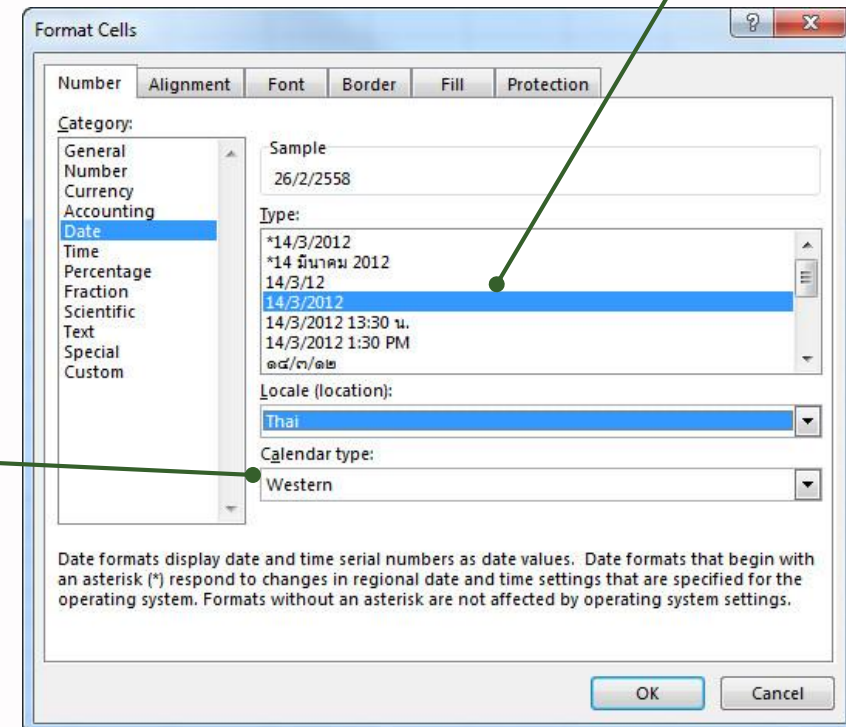 Format Cells
Number Alignment Font Border Fill Protection
Category:
General
Number
Currency
Accounting
Date
Time
Percentage
Fraction
Scientific
Text
Special
Custom
Sample
26/2/2558
Type:
*14/3/2012
*14 มีนาคม 2012
14/3/12
14/3/2012
14/3/2012 13:30 น.
14/3/2012 1:30 PM
๑๔/๓/๑๒
Locale (location):
Thai
Calendar type:
Western
Date formats display date and time serial numbers as date values. Date formats that begin with
an asterisk (*) respond to changes in regional date and time settings that are specified for the
operating system. Formats without an asterisk are not affected by operating system settings.
OK Cancel